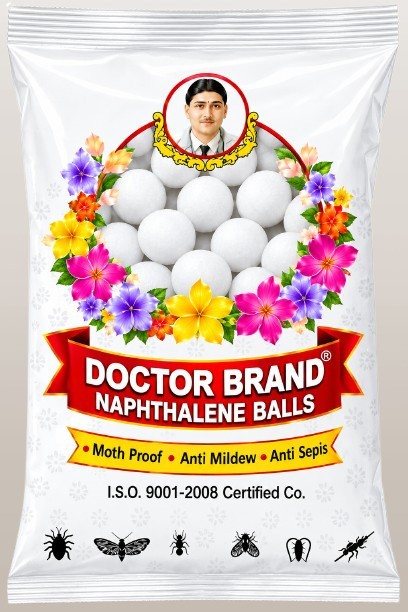 DOCTOR BRAND®
NAPHTHALENE BALLS
• Moth Proof • Anti Mildew • Anti Sepis
I.S.O. 9001-2008 Certified Co.